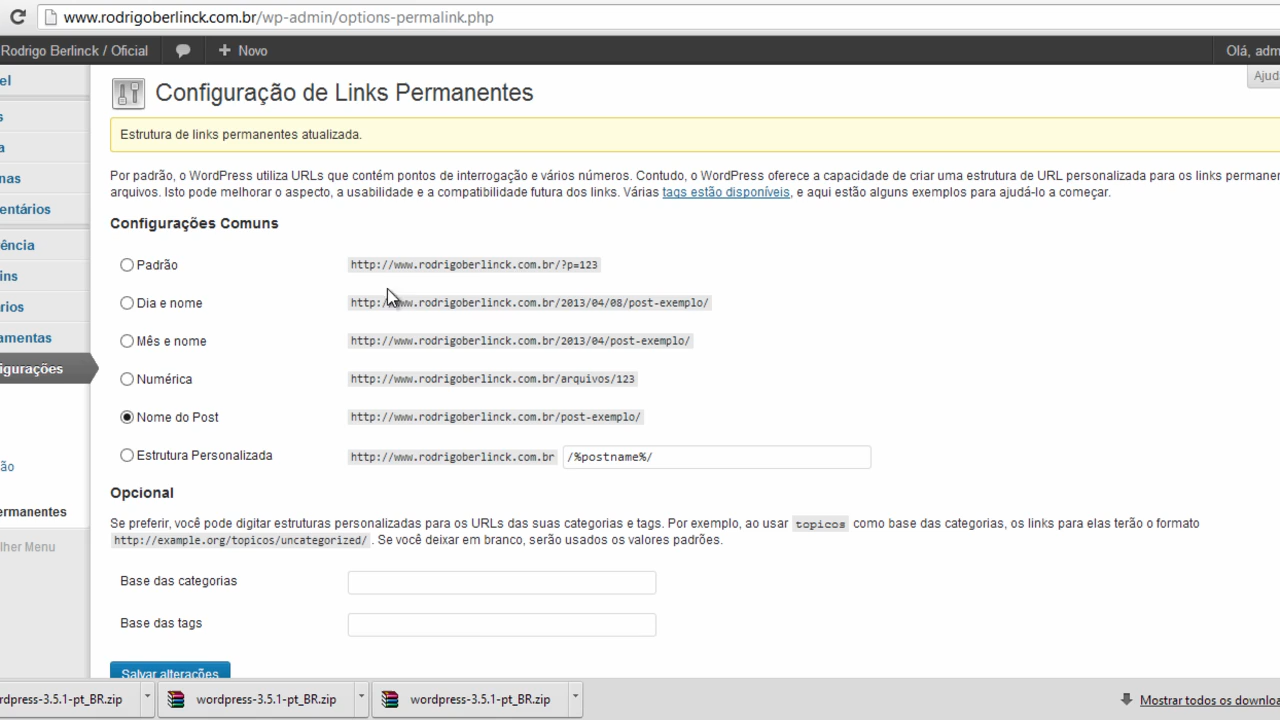 www.rodrigoberlinck.com.br/wp-admin/options-permalink.php
Rodrigo Berlinck / Oficial
+ Novo
Olá, adm
Ajud
el
s
a
nas
entários
ência
ins
rios
amentas
igurações
ão
ermanentes
lher Menu
Configuração de Links Permanentes
Estrutura de links permanentes atualizada.
Por padrão, o WordPress utiliza URLs que contém pontos de interrogação e vários números. Contudo, o WordPress oferece a capacidade de criar uma estrutura de URL personalizada para os links permanen
arquivos. Isto pode melhorar o aspecto, a usabilidade e a compatibilidade futura dos links. Várias tags estão disponíveis, e aqui estão alguns exemplos para ajudá-lo a começar.
Configurações Comuns
Padrão http://www.rodrigoberlinck.com.br/?p=123
Dia e nome http://www.rodrigoberlinck.com.br/2013/04/08/post-exemplo/
Mês e nome http://www.rodrigoberlinck.com.br/2013/04/post-exemplo/
Numérica http://www.rodrigoberlinck.com.br/arquivos/123
Nome do Post http://www.rodrigoberlinck.com.br/post-exemplo/
Estrutura Personalizada http://www.rodrigoberlinck.com.br /%postname%/
Opcional
Se preferir, você pode digitar estruturas personalizadas para os URLs das suas categorias e tags. Por exemplo, ao usar topicos como base das categorias, os links para elas terão o formato
http://example.org/topicos/uncategorized/ . Se você deixar em branco, serão usados os valores padrões.
Base das categorias
Base das tags
Salvar alterações
rdpress-3.5.1-pt_BR.zip
wordpress-3.5.1-pt_BR.zip
wordpress-3.5.1-pt_BR.zip
Mostrar todos os downloa